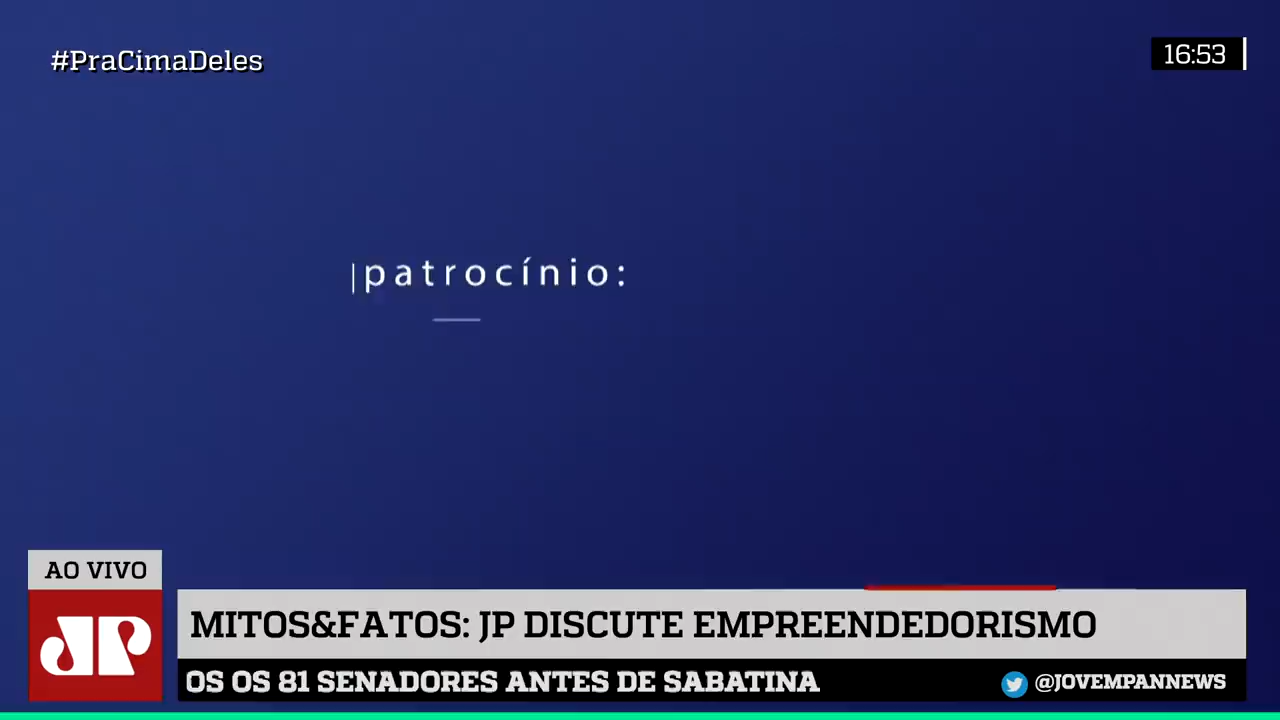 #PraCimaDeles
16:53
patrocínio:
AO VIVO
JP
MITOS&FATOS: JP DISCUTE EMPREENDEDORISMO
OS OS 81 SENADORES ANTES DE SABATINA
@JOVEMPANNEWS